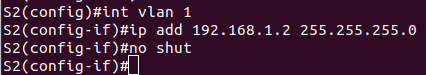 S2(config)#int vlan 1
S2(config-if)#ip add 192.168.1.2 255.255.255.0
S2(config-if)#no shut
S2(config-if)#